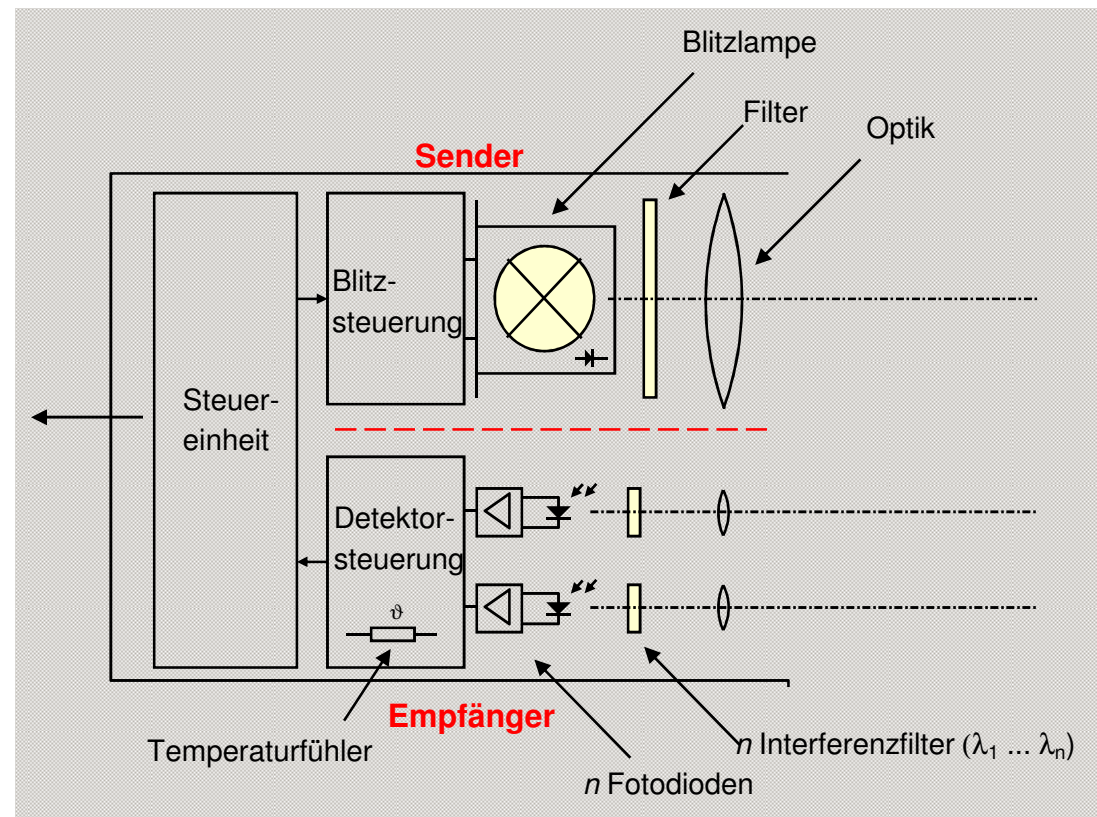 Blitzlampe
Filter
Optik
Sender
Blitz-
steuerung
Steuer-
einheit
Detektor-
steuerung
ϑ
Empfänger
Temperaturfühler
n Interferenzfilter (λ1 ... λn)
n Fotodioden